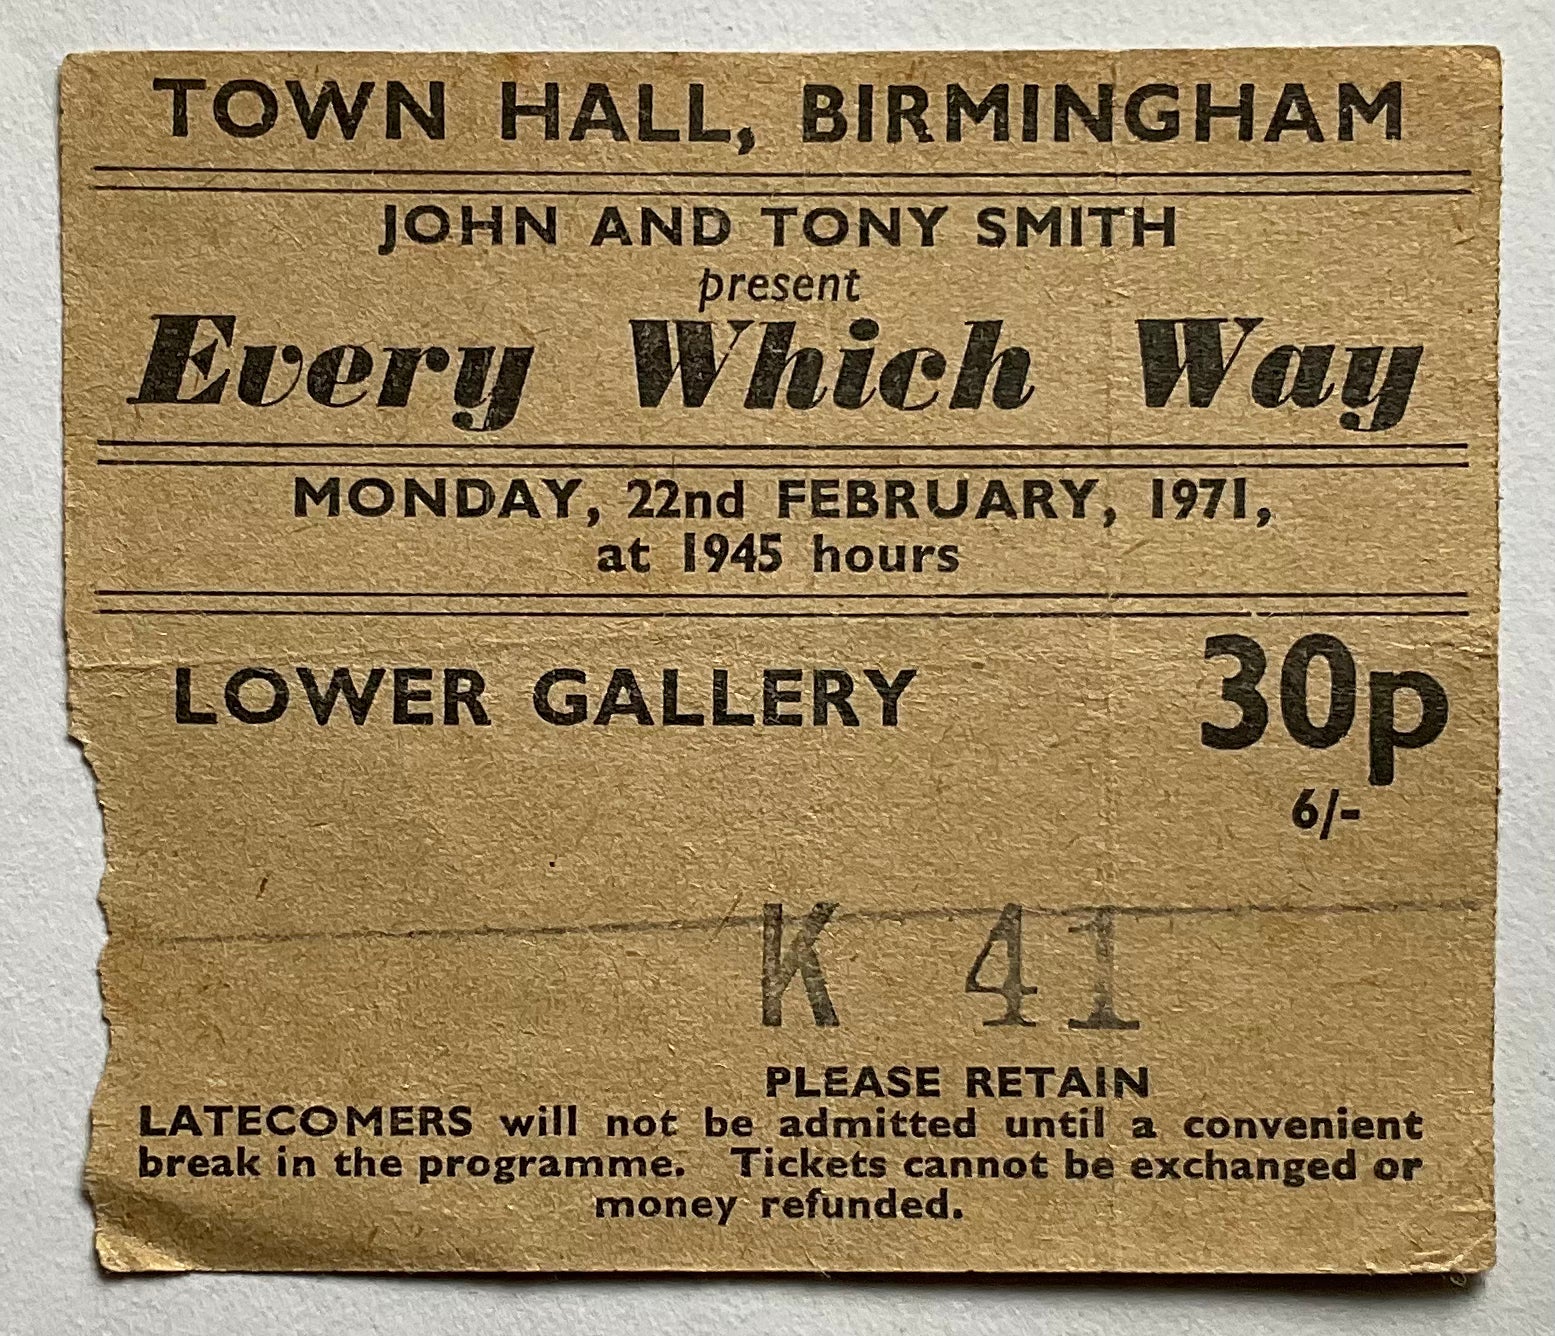 TOWN HALL, BIRMINGHAM
JOHN AND TONY SMITH
present
Every Which Way
MONDAY, 22nd FEBRUARY, 1971,
at 1945 hours
LOWER GALLERY 30p
6/-
K 41
PLEASE RETAIN
LATECOMERS will not be admitted until a convenient
break in the programme. Tickets cannot be exchanged or
money refunded.